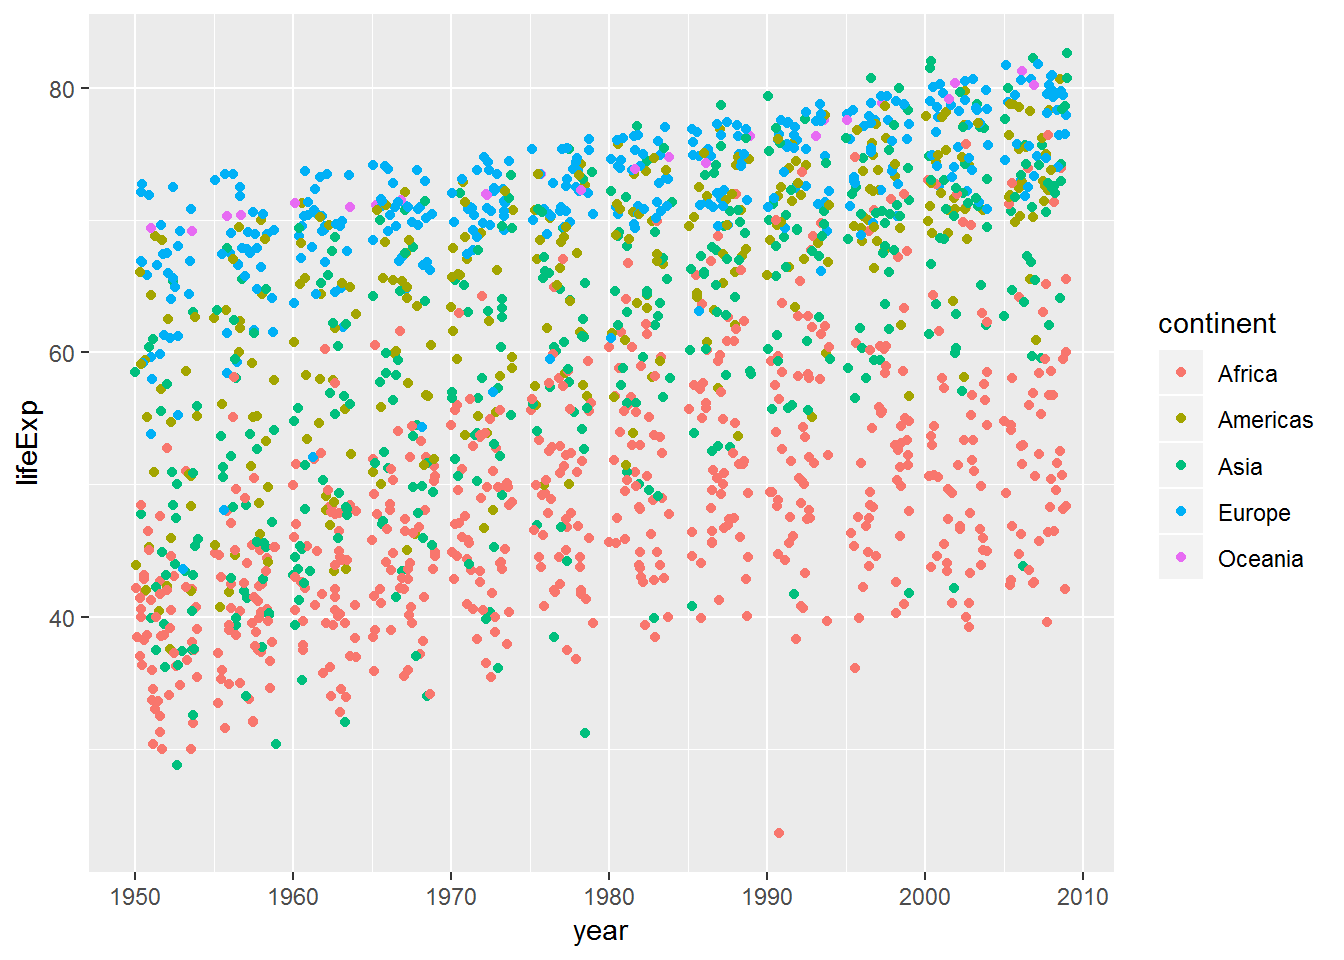 80
60
40
lifeExp
1950 1960 1970 1980 1990 2000 2010
year
continent
Africa
Americas
Asia
Europe
Oceania